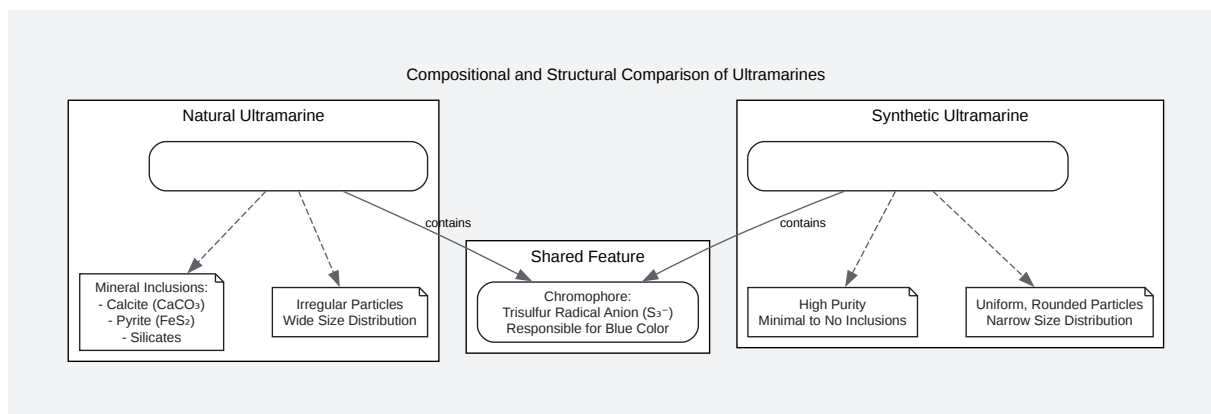 Compositional and Structural Comparison of Ultramarines
Natural Ultramarine
Synthetic Ultramarine
contains
contains
Shared Feature
Mineral Inclusions:
- Calcite (CaCO₃)
- Pyrite (FeS₂)
- Silicates
Irregular Particles
Wide Size Distribution
Chromophore:
Trisulfur Radical Anion (S₃⁻)
Responsible for Blue Color
High Purity
Minimal to No Inclusions
Uniform, Rounded Particles
Narrow Size Distribution